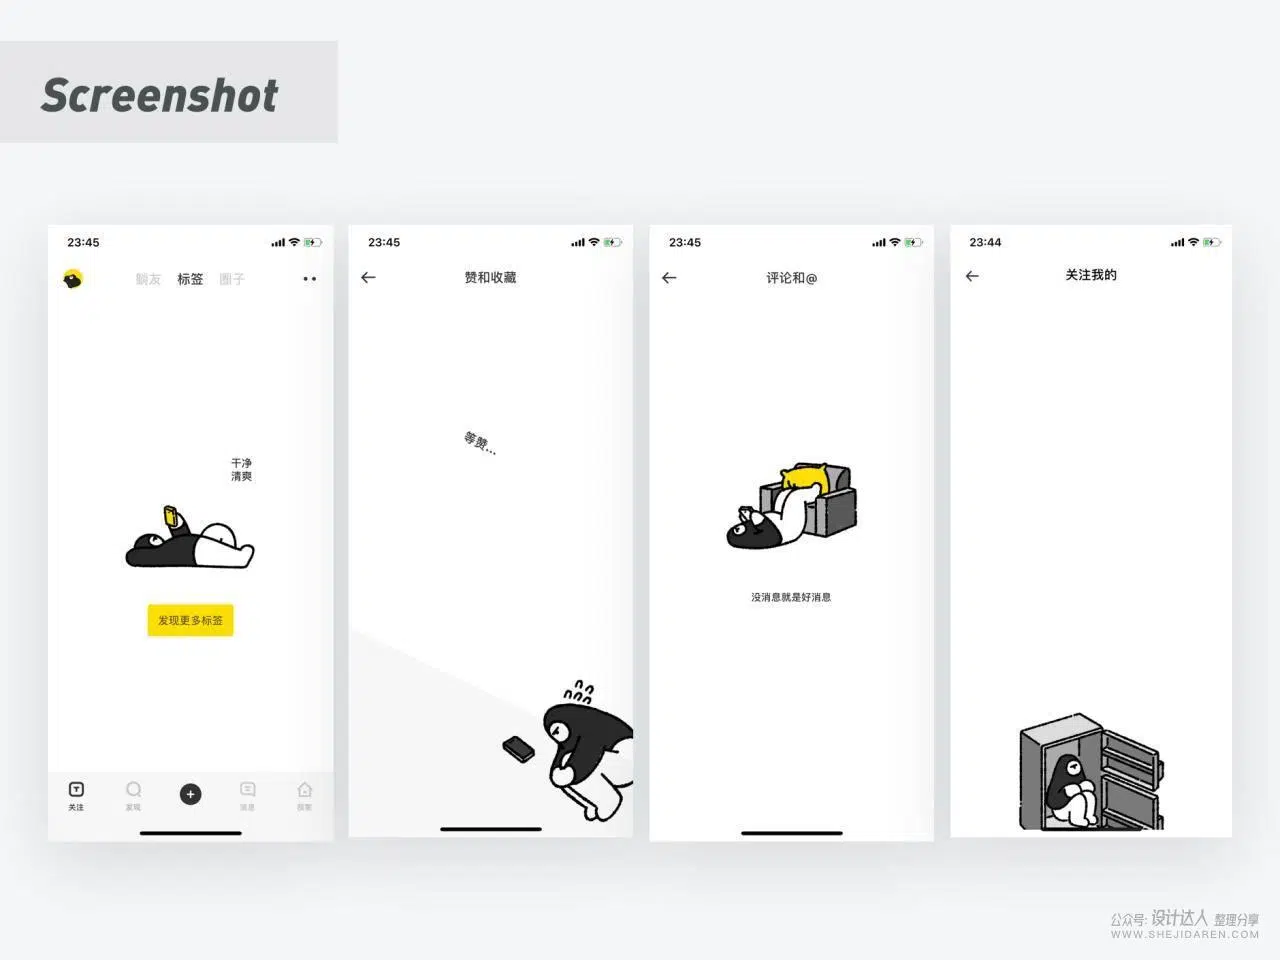 Screenshot
23:45
躺友 标签 圈子
干净
清爽
发现更多标签
关注 发现 消息 我家
23:45
赞和收藏
等赞...
23:45
评论和@
没消息就是好消息
23:44
关注我的
公众号: 设计达人 整理分享
WWW.SHEJIDAREN.COM